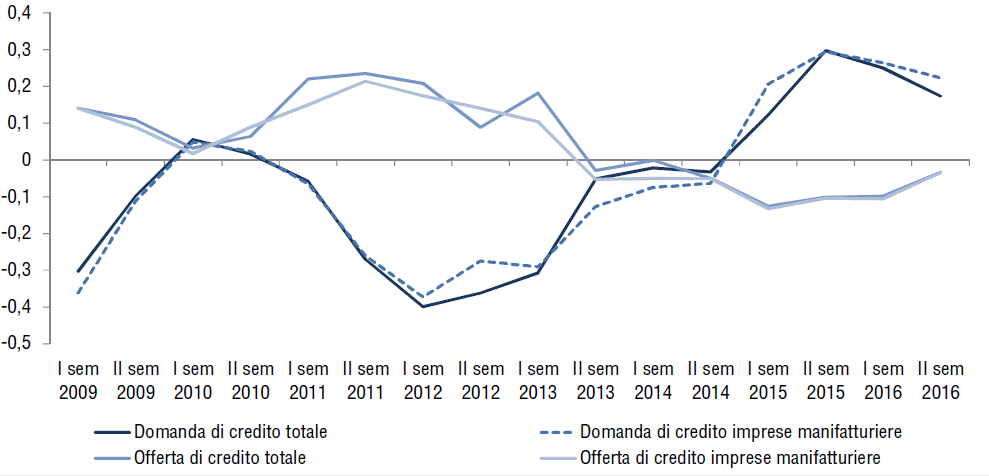 0,4
0,3
0,2
0,1
0
-0,1
-0,2
-0,3
-0,4
-0,5
I sem 2009
II sem 2009
I sem 2010
II sem 2010
I sem 2011
II sem 2011
I sem 2012
II sem 2012
I sem 2013
II sem 2013
I sem 2014
II sem 2014
I sem 2015
II sem 2015
I sem 2016
II sem 2016
Domanda di credito totale
Domanda di credito imprese manifatturiere
Offerta di credito totale
Offerta di credito imprese manifatturiere